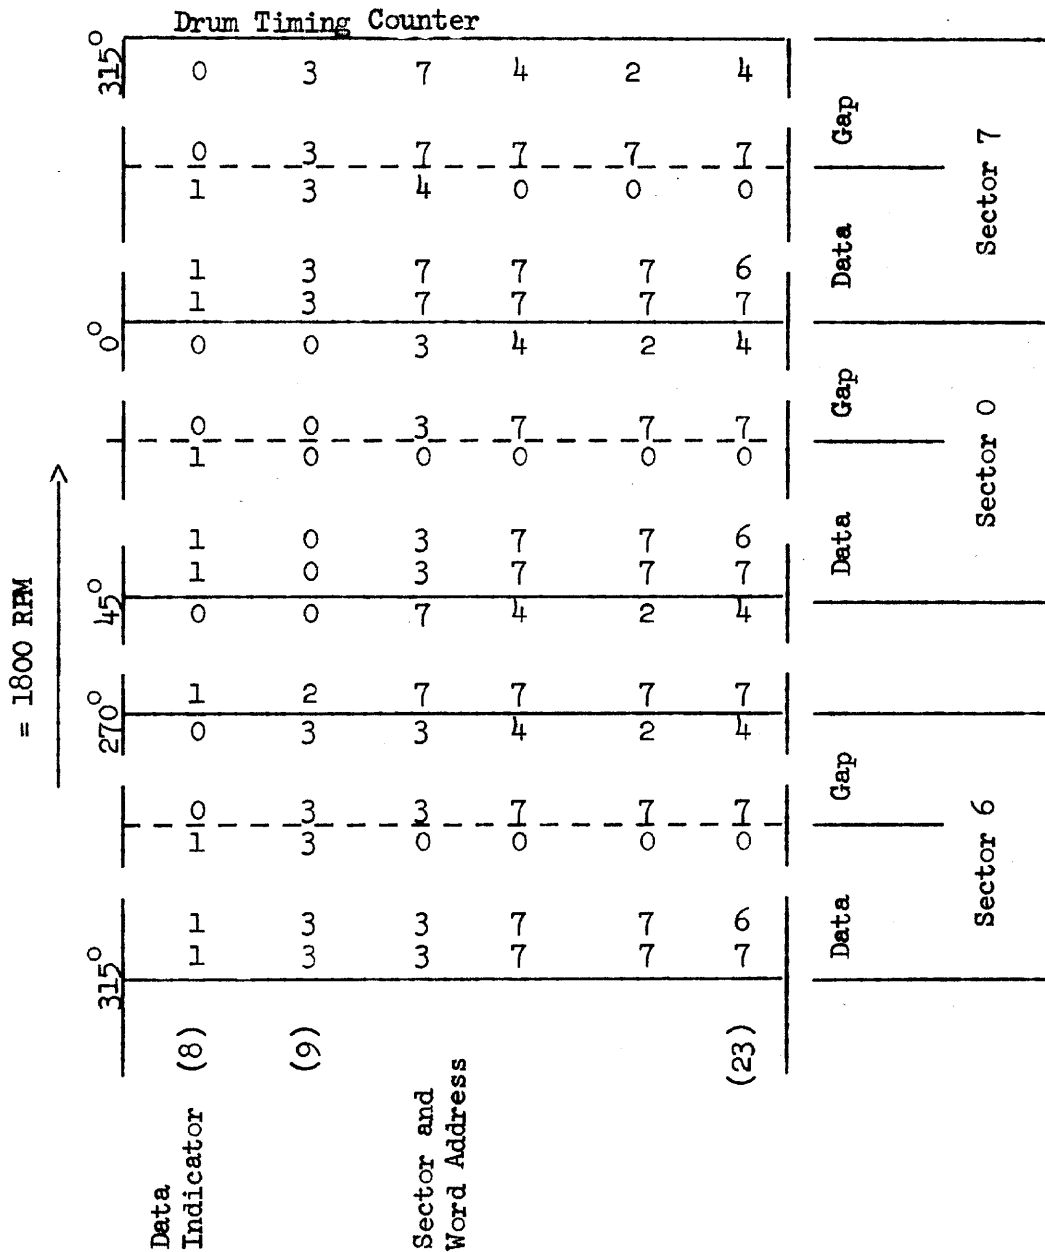 Drum Timing Counter
315°
0 3 7 4 2 4
0 3 7 7 7 7
1 3 4 0 0 0
1 3 7 7 7 6
1 3 7 7 7 7
0°
0 0 3 4 2 4
0 0 3 7 7 7
1 0 0 0 0 0
1 0 3 7 7 6
1 0 3 7 7 7
45°
0 0 7 4 2 4
1 2 7 7 7 7
270°
0 3 3 4 2 4
0 3 3 7 7 7
1 3 0 0 0 0
1 3 3 7 7 6
1 3 3 7 7 7
315°
Gap
Data
Sector 7
Gap
Data
Sector 0
Gap
Data
Sector 6
= 1800 RPM
Data
Indicator (8)
(9)
Sector and
Word Address
(23)